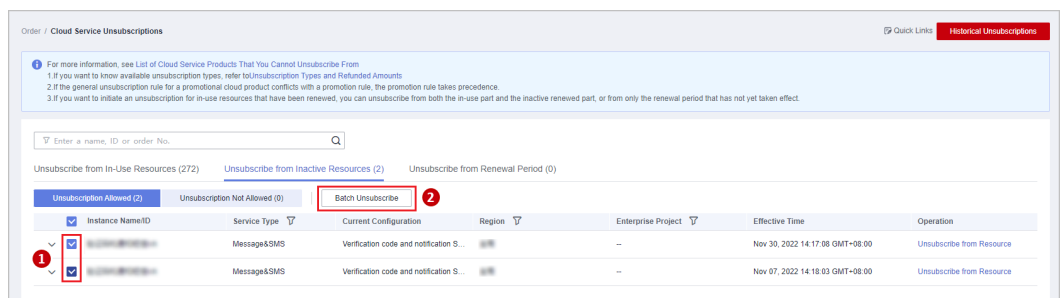 Order / Cloud Service Unsubscriptions
Quick Links
Historical Unsubscriptions
For more information, see List of Cloud Service Products That You Cannot Unsubscribe From
1.If you want to know available unsubscription types, refer toUnsubscription Types and Refunded Amounts
2.If the general unsubscription rule for a promotional cloud product conflicts with a promotion rule, the promotion rule takes precedence.
3.If you want to initiate an unsubscription for in-use resources that have been renewed, you can unsubscribe from both the in-use part and the inactive renewed part, or from only the renewal period that has not yet taken effect.
Enter a name, ID or order No.
Unsubscribe from In-Use Resources (272) Unsubscribe from Inactive Resources (2) Unsubscribe from Renewal Period (0)
Unsubscription Allowed (2) Unsubscription Not Allowed (0) Batch Unsubscribe 2
Instance Name/ID Service Type Current Configuration Region Enterprise Project Effective Time Operation
Message&SMS Verification code and notification S... -- Nov 30, 2022 14:17:08 GMT+08:00 Unsubscribe from Resource
1
Message&SMS Verification code and notification S... -- Nov 07, 2022 14:18:03 GMT+08:00 Unsubscribe from Resource